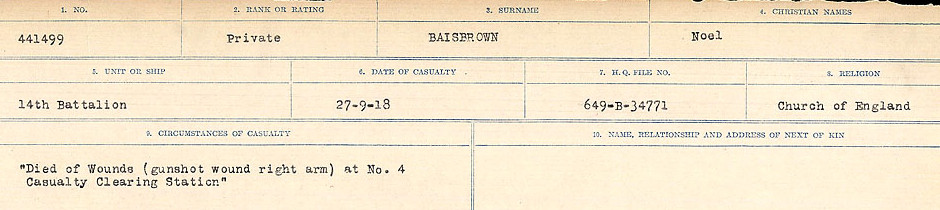 1. NO. 2. RANK OR RATING 3. SURNAME 4. CHRISTIAN NAMES
441499 Private BAISBROWN Noel
5. UNIT OR SHIP 6. DATE OF CASUALTY 7. H. Q. FILE NO. 8. RELIGION
14th Battalion 27-9-18 649-B-34771 Church of England
9. CIRCUMSTANCES OF CASUALTY 10. NAME, RELATIONSHIP AND ADDRESS OF NEXT OF KIN
"Died of Wounds (gunshot wound right arm) at No. 4
Casualty Clearing Station"